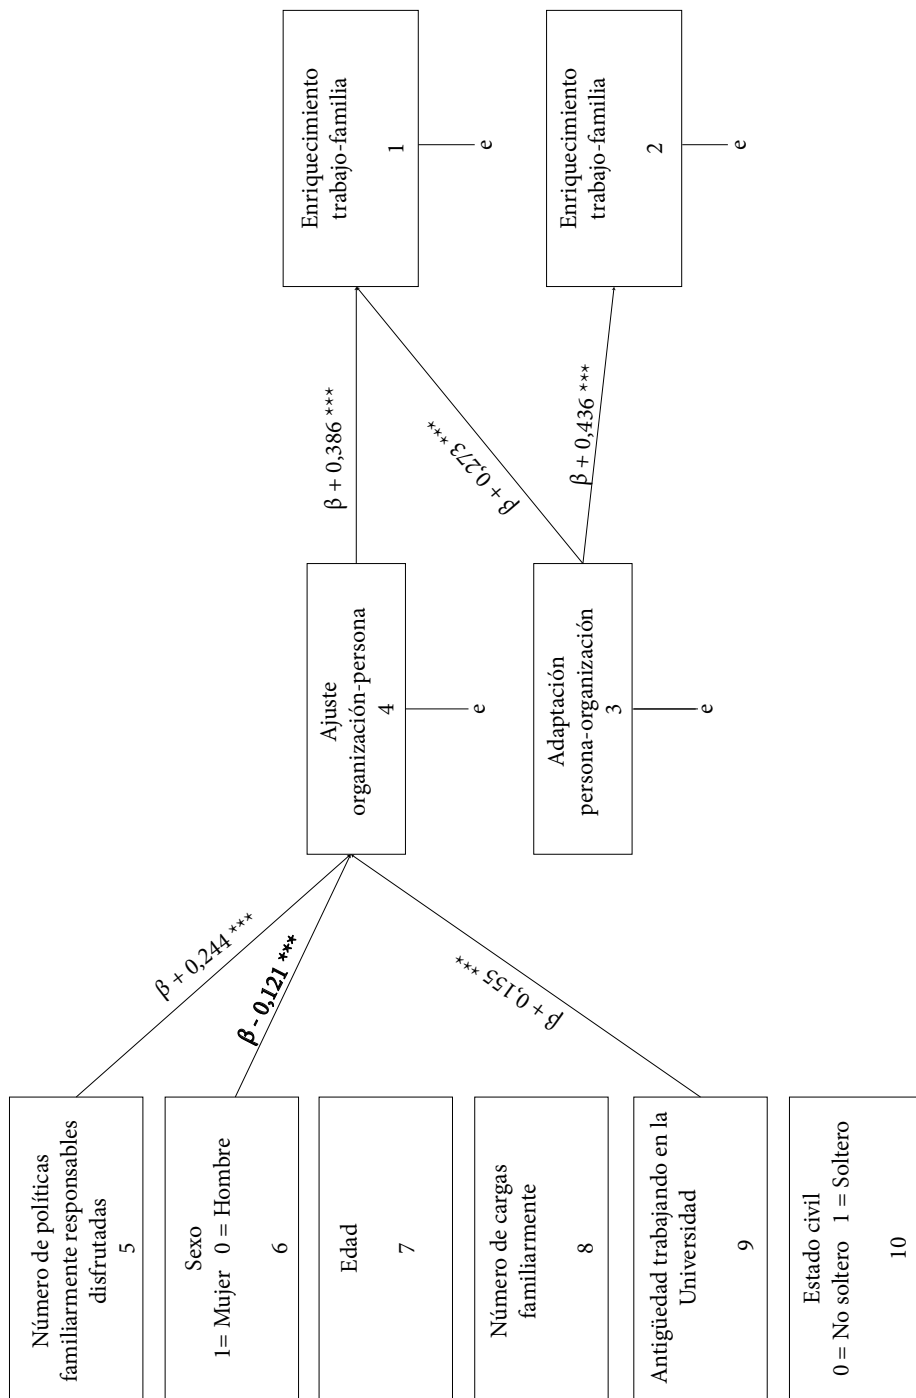 Número de políticas
familiarmente responsables
disfrutadas
5
Sexo
1= Mujer 0 = Hombre
6
Edad
7
Número de cargas
familiarmente
8
Antigüedad trabajando en la
Universidad
9
Estado civil
0 = No soltero 1 = Soltero
10
β + 0,244 ***
β - 0,121 ***
β + 0,155 ***
Ajuste
organización-persona
4
e
Adaptación
persona-organización
3
e
β + 0,386 ***
β + 0,273 ***
β + 0,436 ***
Enriquecimiento
trabajo-familia
1
e
Enriquecimiento
trabajo-familia
2
e